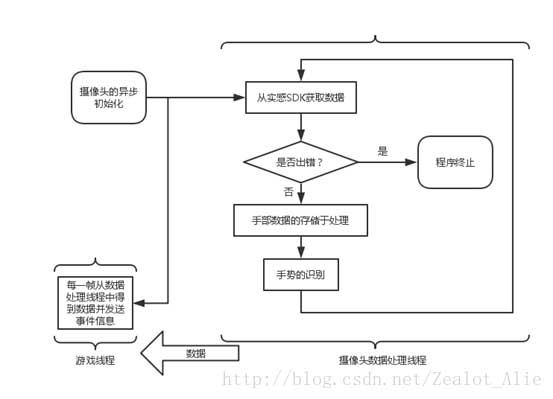 摄像头的异步
初始化
从实感SDK获取数据
是否出错？
是
程序终止
否
手部数据的存储于处理
手势的识别
每一帧从数据
处理线程中得
到数据并发送
事件信息
游戏线程
数据
摄像头数据处理线程
http://blog.csdn.net/Zealot_Alie